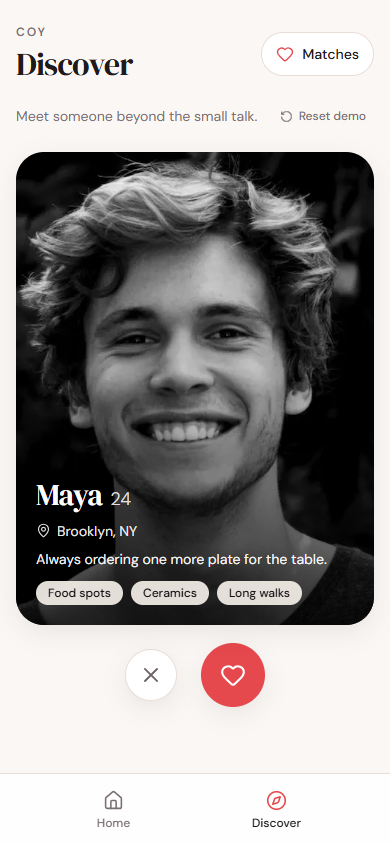 COY
Discover
Matches
Meet someone beyond the small talk.
Reset demo
Maya 24
Brooklyn, NY
Always ordering one more plate for the table.
Food spots Ceramics Long walks
Home Discover